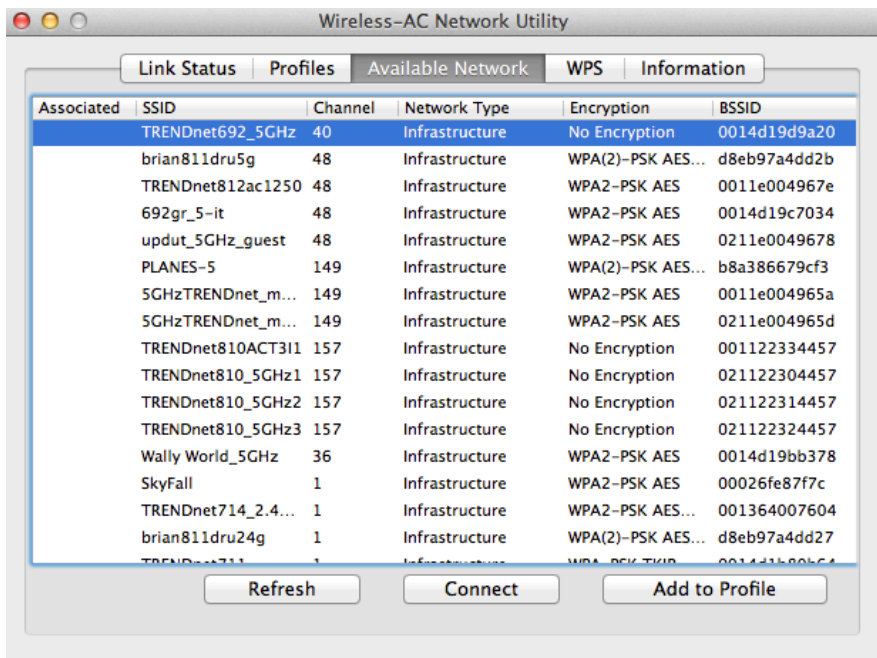 Wireless-AC Network Utility
Link Status Profiles Available Network WPS Information
Associated SSID Channel Network Type Encryption BSSID
TRENDnet692_5GHz 40 Infrastructure No Encryption 0014d19d9a20
brian811dru5g 48 Infrastructure WPA(2)-PSK AES... d8eb97a4dd2b
TRENDnet812ac1250 48 Infrastructure WPA2-PSK AES 0011e004967e
692gr_5-it 48 Infrastructure WPA2-PSK AES 0014d19c7034
updut_5GHz_guest 48 Infrastructure WPA2-PSK AES 0211e0049678
PLANES-5 149 Infrastructure WPA(2)-PSK AES... b8a386679cf3
5GHzTRENDnet_m... 149 Infrastructure WPA2-PSK AES 0011e004965a
5GHzTRENDnet_m... 149 Infrastructure WPA2-PSK AES 0211e004965d
TRENDnet810ACT3I1 157 Infrastructure No Encryption 001122334457
TRENDnet810_5GHz1 157 Infrastructure No Encryption 021122304457
TRENDnet810_5GHz2 157 Infrastructure No Encryption 021122314457
TRENDnet810_5GHz3 157 Infrastructure No Encryption 021122324457
Wally World_5GHz 36 Infrastructure WPA2-PSK AES 0014d19bb378
SkyFall 1 Infrastructure WPA2-PSK AES 00026fe87f7c
TRENDnet714_2.4... 1 Infrastructure WPA2-PSK AES... 001364007604
brian811dru24g 1 Infrastructure WPA(2)-PSK AES... d8eb97a4dd27
TRENDnet711 1 Infrastructure WPA-PSK TKIP
Refresh Connect Add to Profile